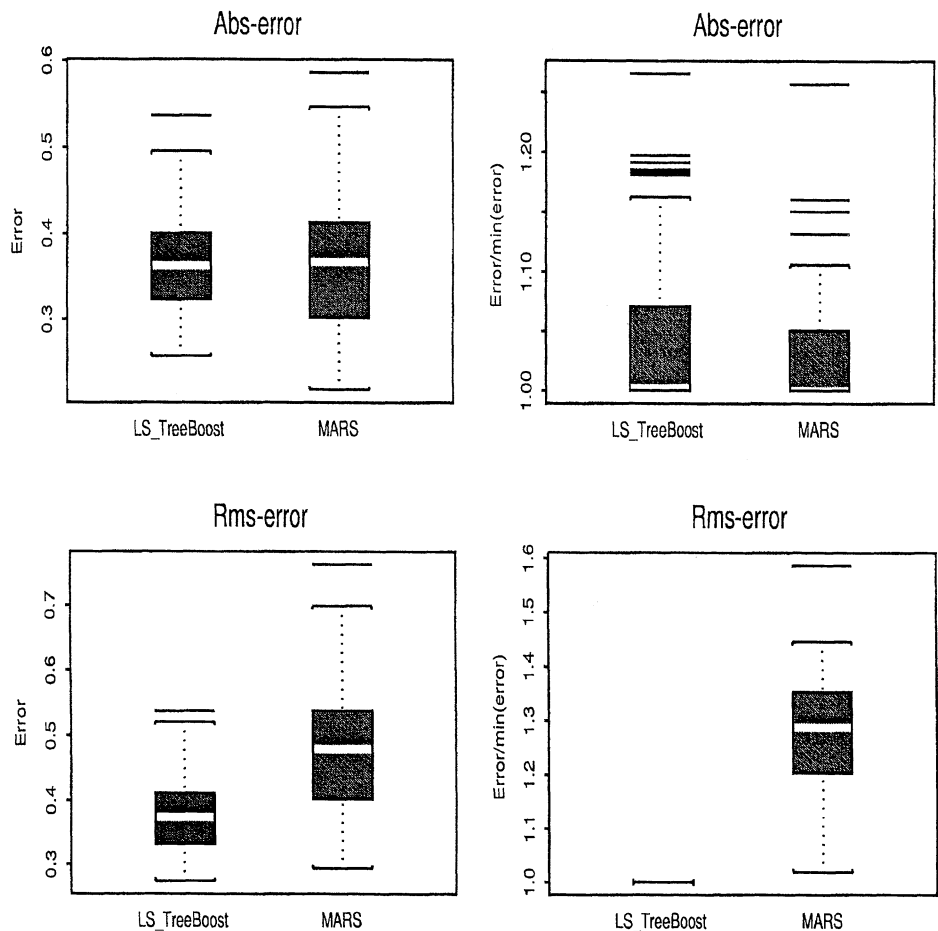 Abs-error
Error
0.6
0.5
0.4
0.3
LS_TreeBoost
MARS
Abs-error
Error/min(error)
1.20
1.10
1.00
LS_TreeBoost
MARS
Rms-error
Error
0.7
0.6
0.5
0.4
0.3
LS_TreeBoost
MARS
Rms-error
Error/min(error)
1.6
1.5
1.4
1.3
1.2
1.1
1.0
LS_TreeBoost
MARS